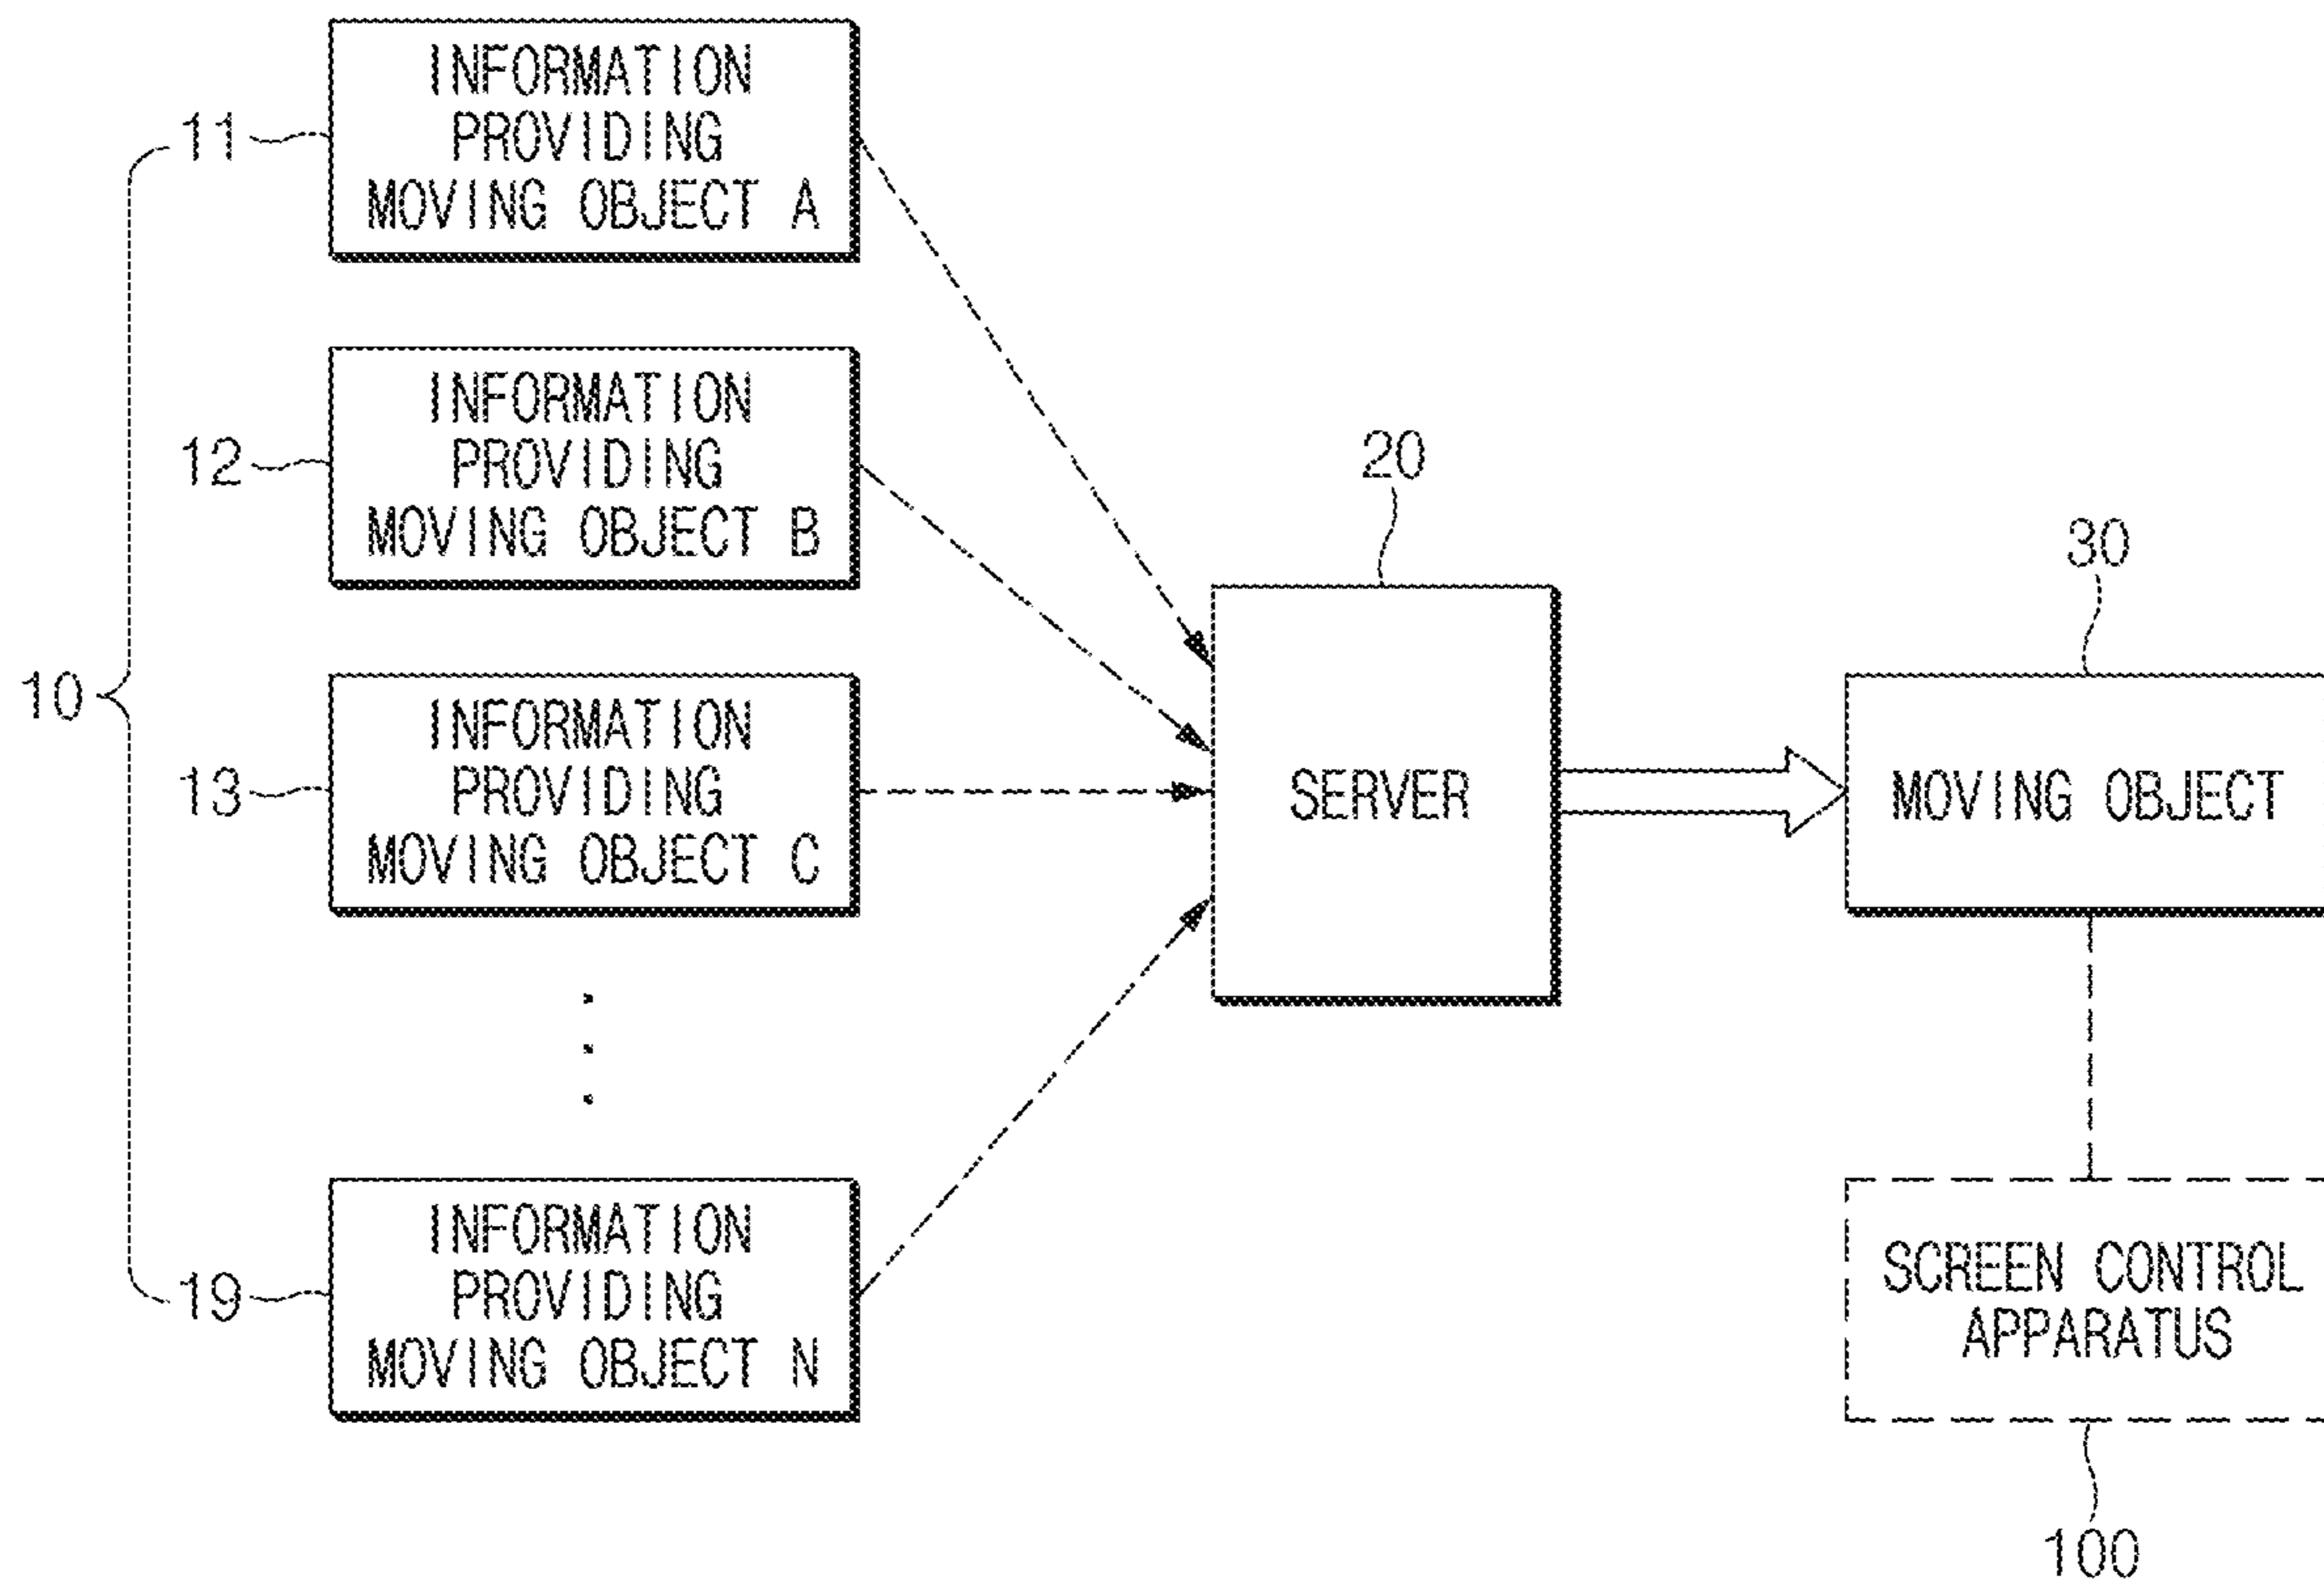 INFORMATION
PROVIDING
MOVING OBJECT A
11
INFORMATION
PROVIDING
MOVING OBJECT B
12
20
30
10
INFORMATION
PROVIDING
MOVING OBJECT C
13
SERVER
MOVING OBJECT
INFORMATION
PROVIDING
MOVING OBJECT N
19
SCREEN CONTROL
APPARATUS
100